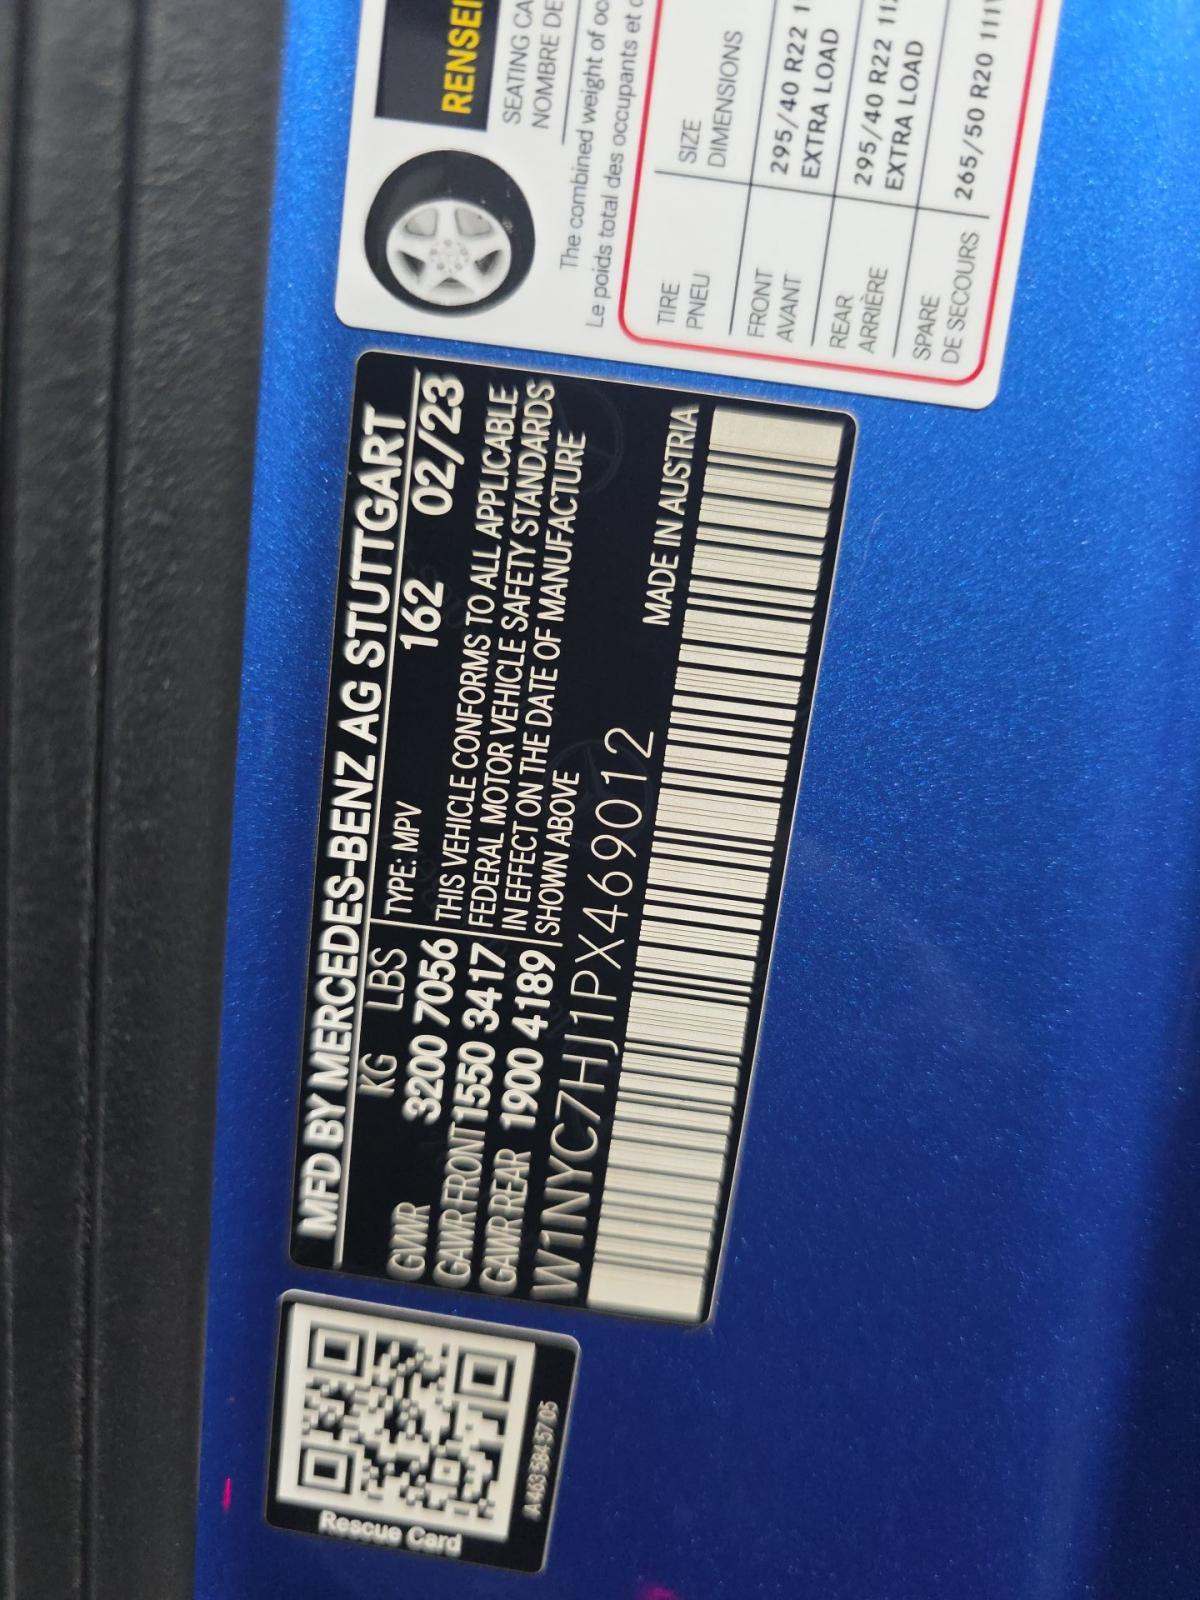 MFD BY MERCEDES-BENZ AG STUTTGART
KG LBS TYPE: MPV 162 02/23
GVWR 3200 7056
GAWR FRONT 1550 3417
GAWR REAR 1900 4189
THIS VEHICLE CONFORMS TO ALL APPLICABLE
FEDERAL MOTOR VEHICLE SAFETY STANDARDS
IN EFFECT ON THE DATE OF MANUFACTURE
SHOWN ABOVE
MADE IN AUSTRIA
W1NYC7HJ1PX469012
Rescue Card
A 463 584 57 05
SEATING
NOMBRE DE
The combined weight of
Le poids total des occupants et
TIRE SIZE
PNEU DIMENSIONS
FRONT 295/40 R22
AVANT EXTRA LOAD
REAR 295/40 R22
ARRIÈRE EXTRA LOAD
SPARE 265/50 R20
DE SECOURS